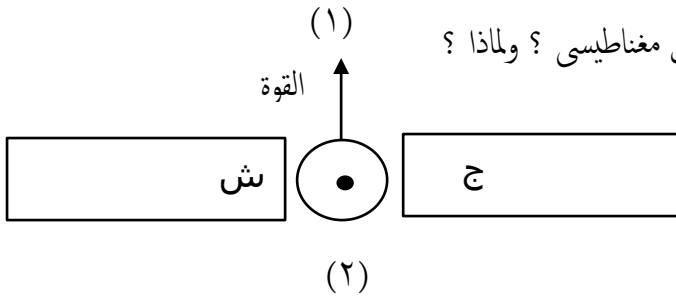 (١)
مغناطيسى ؟ ولماذا ؟
القوة
ش ج
(٢)